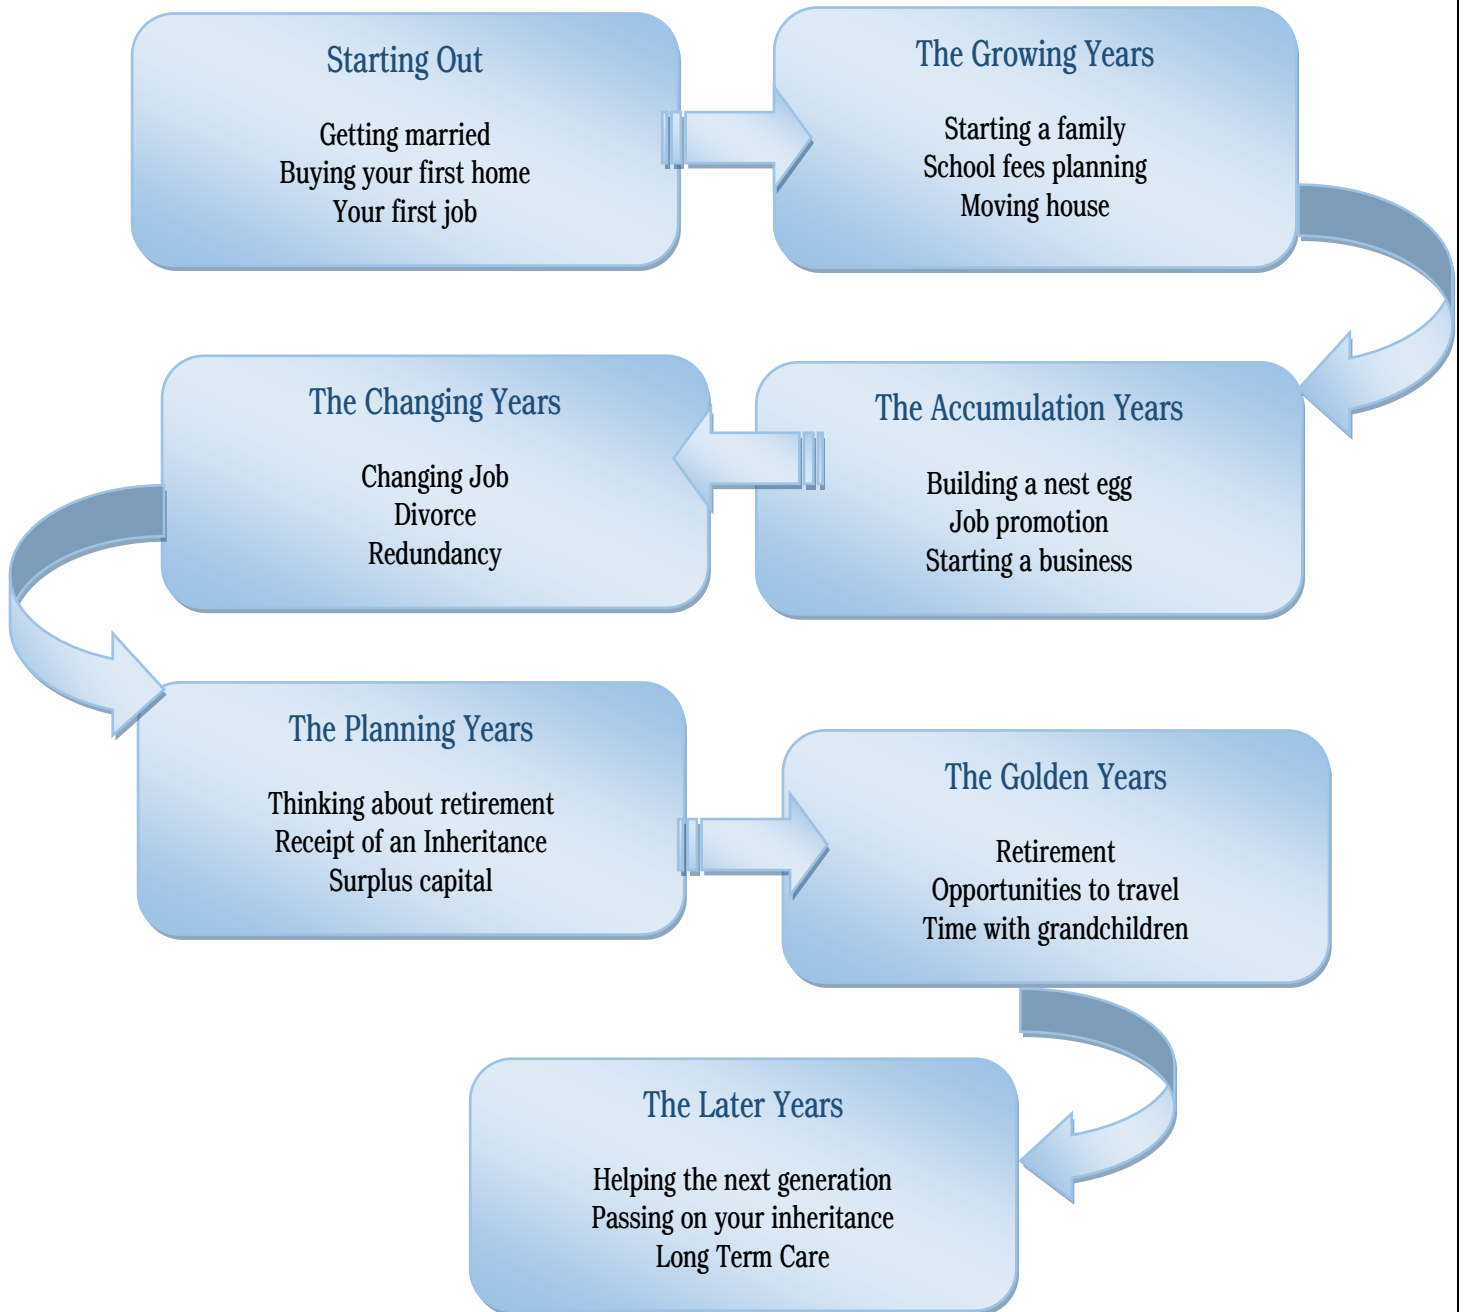 Starting Out
Getting married
Buying your first home
Your first job
The Growing Years
Starting a family
School fees planning
Moving house
The Accumulation Years
Building a nest egg
Job promotion
Starting a business
The Changing Years
Changing Job
Divorce
Redundancy
The Planning Years
Thinking about retirement
Receipt of an Inheritance
Surplus capital
The Golden Years
Retirement
Opportunities to travel
Time with grandchildren
The Later Years
Helping the next generation
Passing on your inheritance
Long Term Care